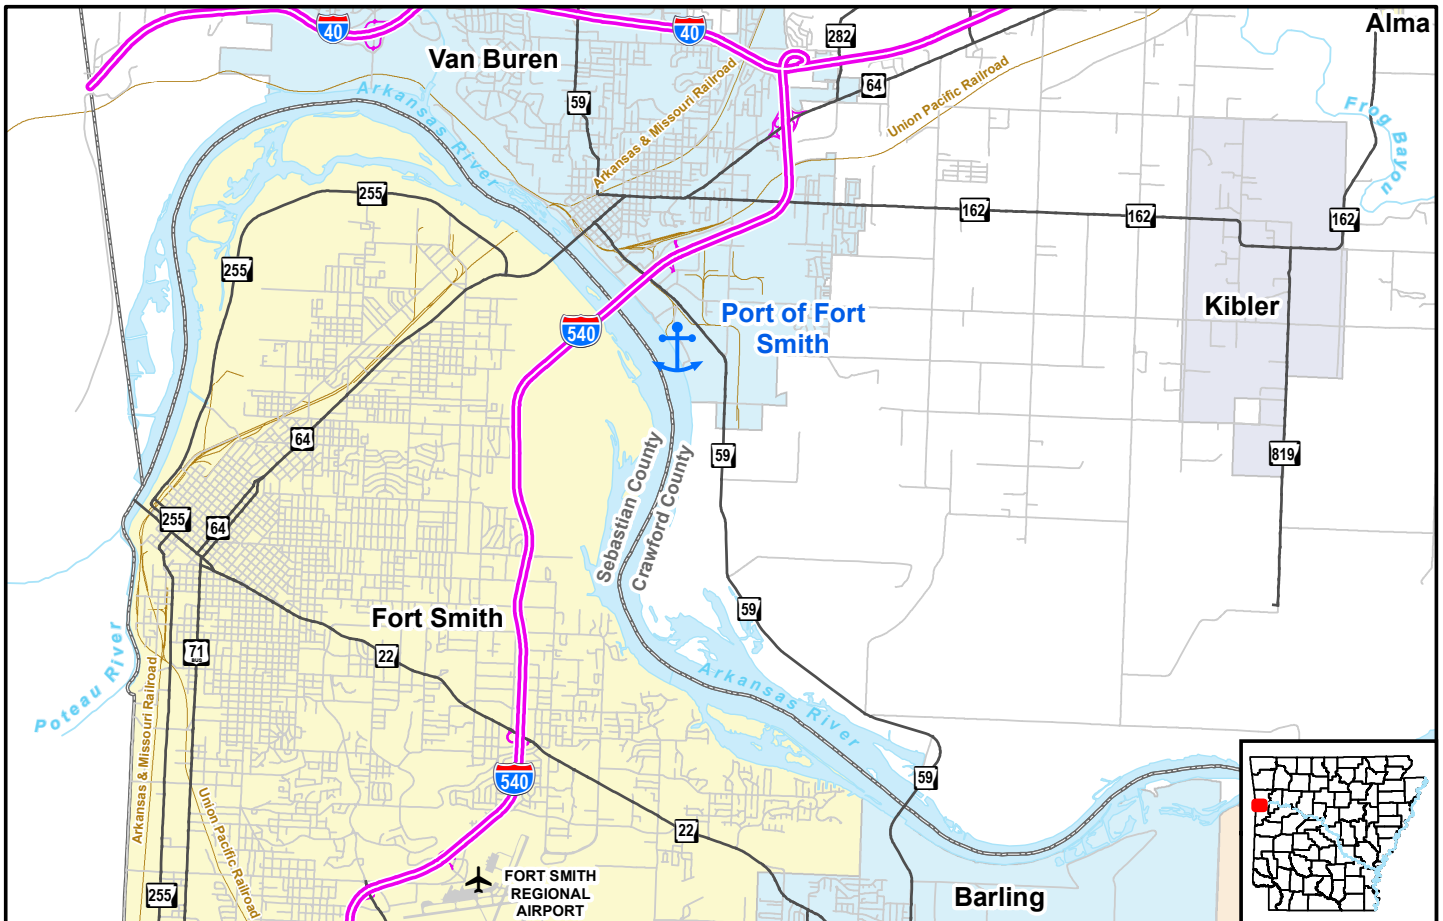 Alma
40
40
282
Van Buren
64
59
Arkansas River
Arkansas & Missouri Railroad
Union Pacific Railroad
Frog Bayou
255
162
162
162
255
Kibler
Port of Fort
Smith
540
64
59
819
Sebastian County
Crawford County
255
64
59
Fort Smith
71
BUS
22
Poteau River
Arkansas & Missouri Railroad
Arkansas River
540
59
Union Pacific Railroad
22
255
FORT SMITH
REGIONAL
AIRPORT
Barling